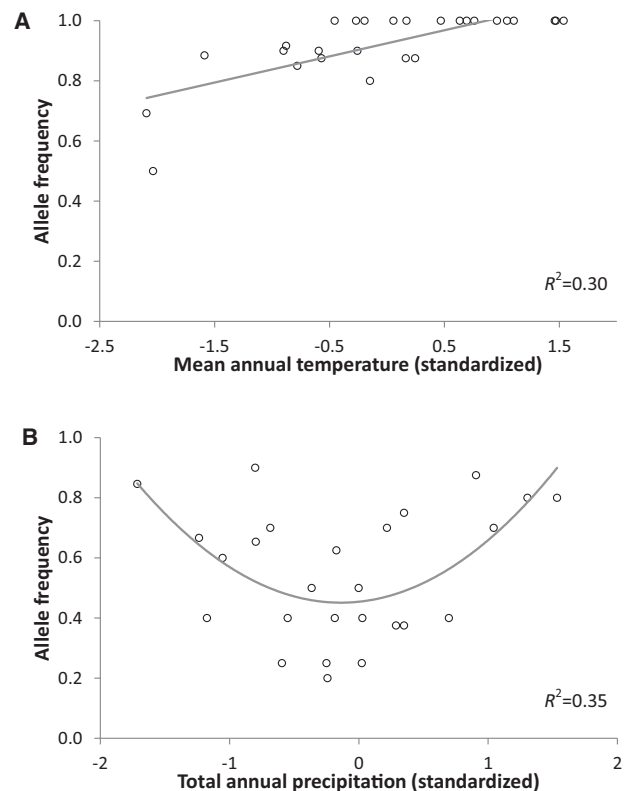 A
1.0
0.8
0.6
0.4
0.2
0.0
Allele frequency
R²=0.30
-2.5 -1.5 -0.5 0.5 1.5
Mean annual temperature (standardized)
B
1.0
0.8
0.6
0.4
0.2
0.0
Allele frequency
R²=0.35
-2 -1 0 1 2
Total annual precipitation (standardized)